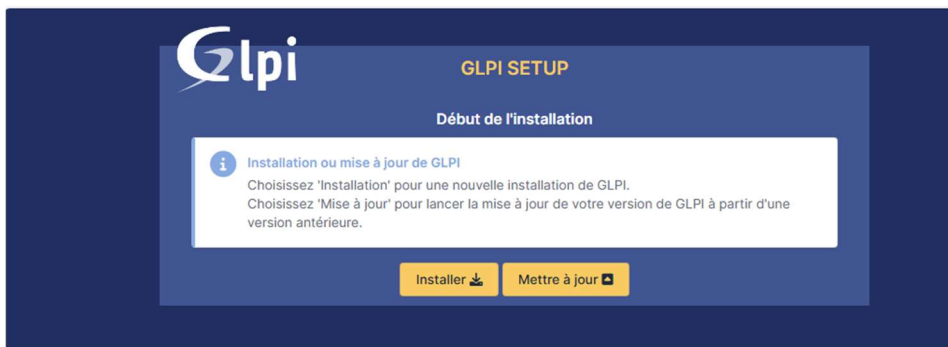 Glpi
GLPI SETUP
Début de l'installation
Installation ou mise à jour de GLPI
Choisissez 'Installation' pour une nouvelle installation de GLPI.
Choisissez 'Mise à jour' pour lancer la mise à jour de votre version de GLPI à partir d'une
version antérieure.
Installer
Mettre à jour